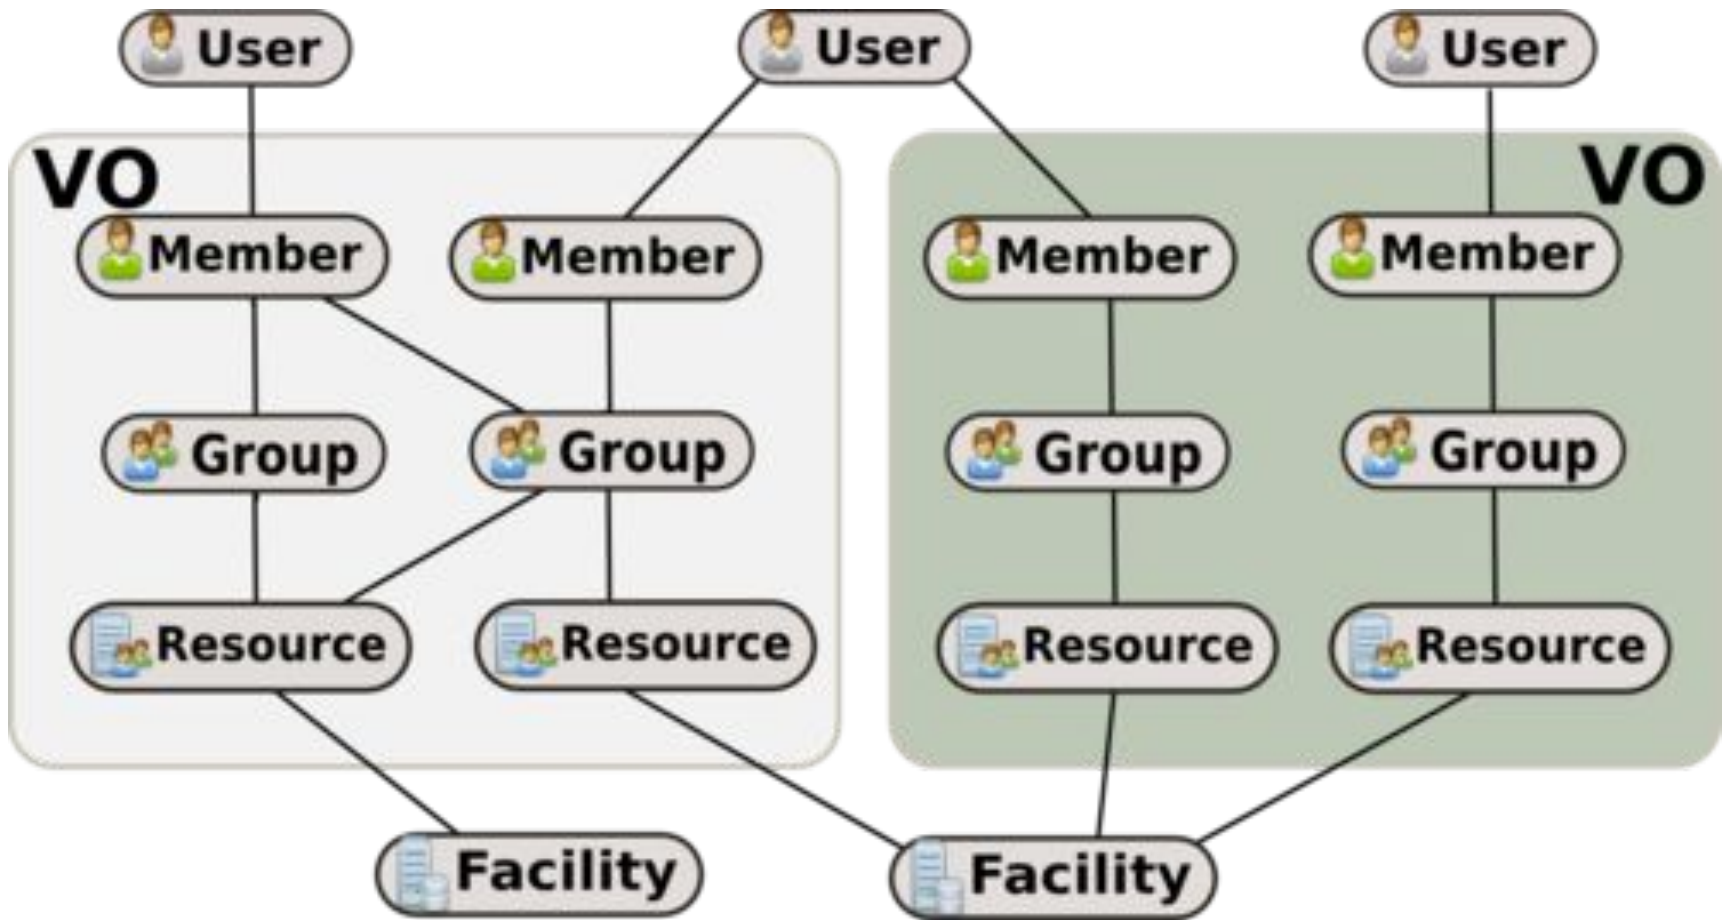 User
User
User
VO
VO
Member
Member
Member
Member
Group
Group
Group
Group
Resource
Resource
Resource
Resource
Facility
Facility